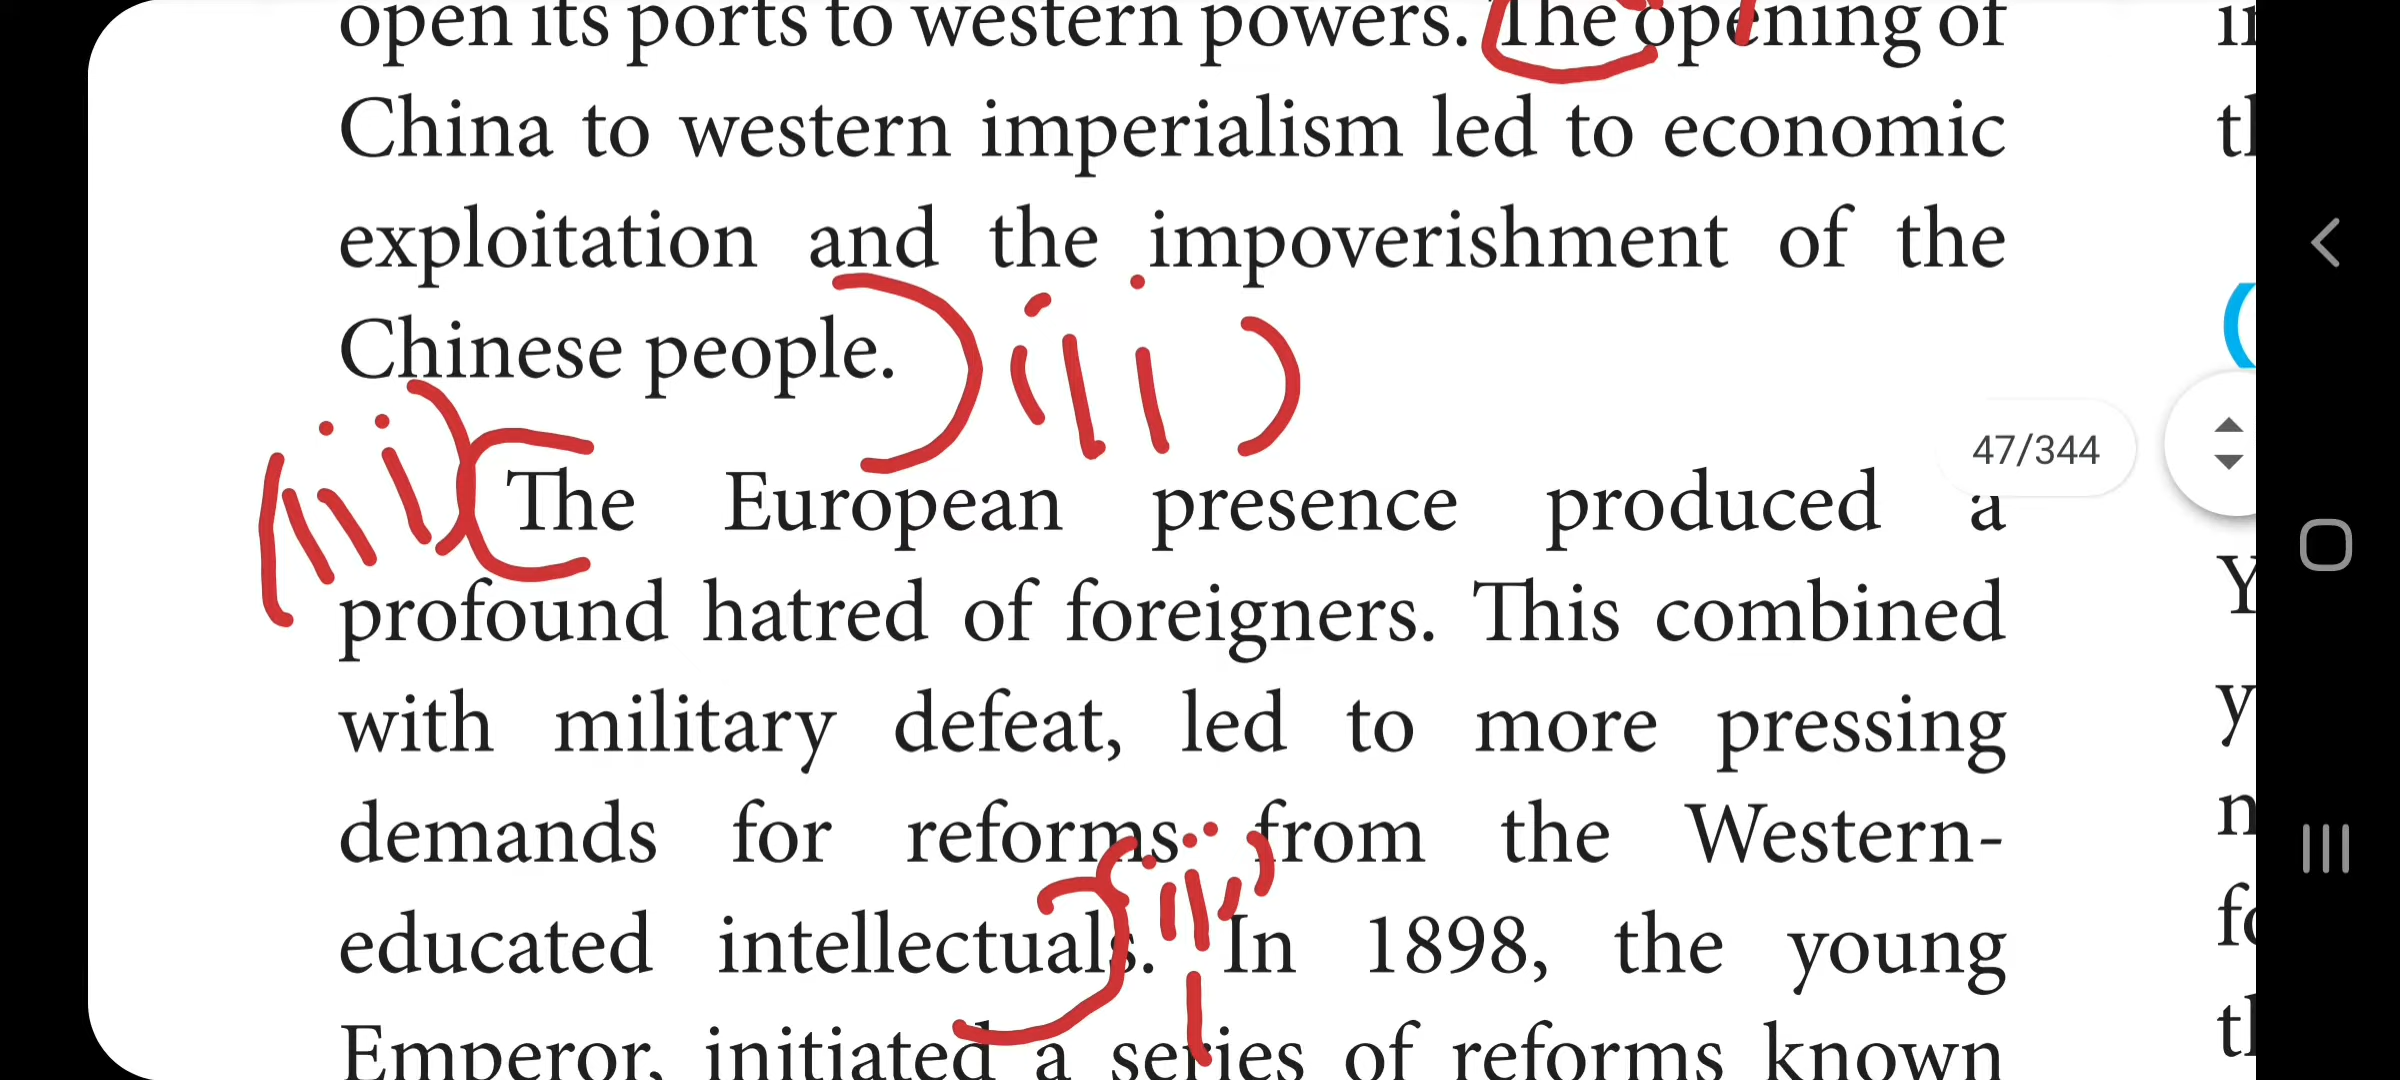 open its ports to western powers. The opening of
China to western imperialism led to economic
exploitation and the impoverishment of the
Chinese people.
ii)
(iii)
The European presence produced a
47/344
profound hatred of foreigners. This combined
with military defeat, led to more pressing
demands for reforms from the Western-
educated intellectuals. In 1898, the young
Emperor, initiated a series of reforms known